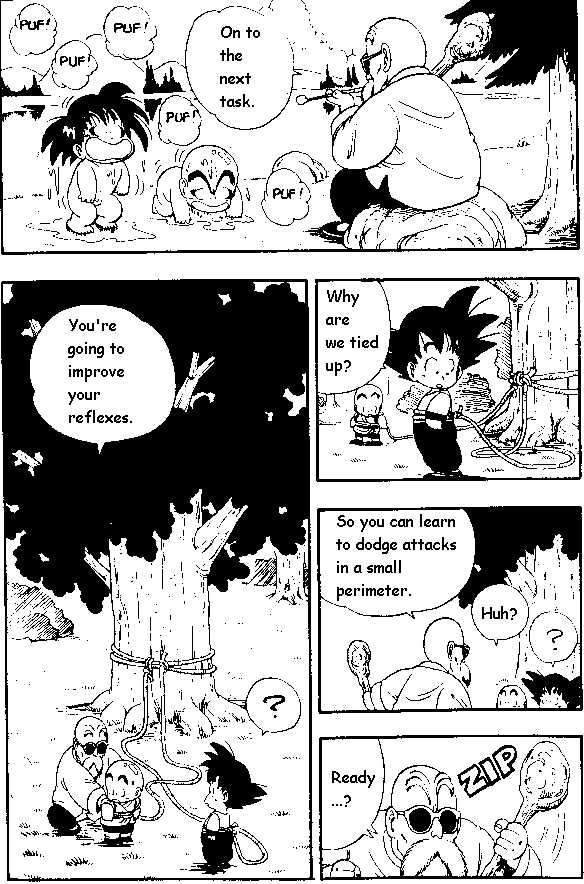 PUF!
PUF!
PUF!
PUF!
PUF!
On to
the
next
task.
You're
going to
improve
your
reflexes.
?
Why
are
we tied
up?
So you can learn
to dodge attacks
in a small
perimeter.
Huh?
?
Ready
...?
ZIP